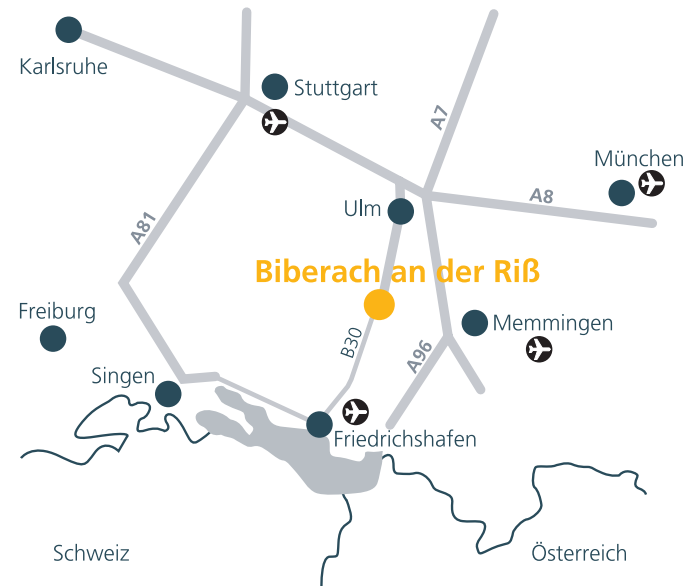 Karlsruhe
Stuttgart
A7
München
A8
Ulm
A81
Biberach an der Riß
Freiburg
Memmingen
B30
A96
Singen
Friedrichshafen
Schweiz
Österreich